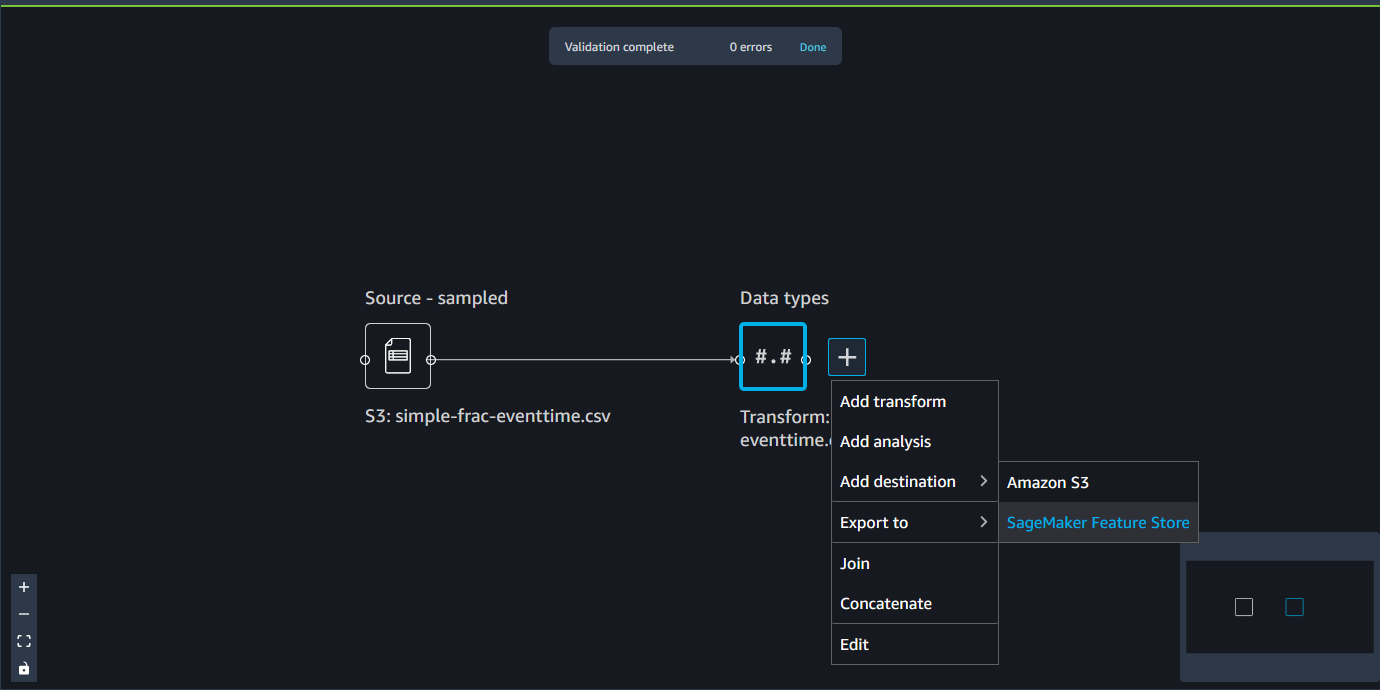 Validation complete 0 errors Done
Source - sampled
Data types
#.#
S3: simple-frac-eventtime.csv
Transform:
eventtime.
Add transform
Add analysis
Add destination
Amazon S3
Export to
SageMaker Feature Store
Join
Concatenate
Edit